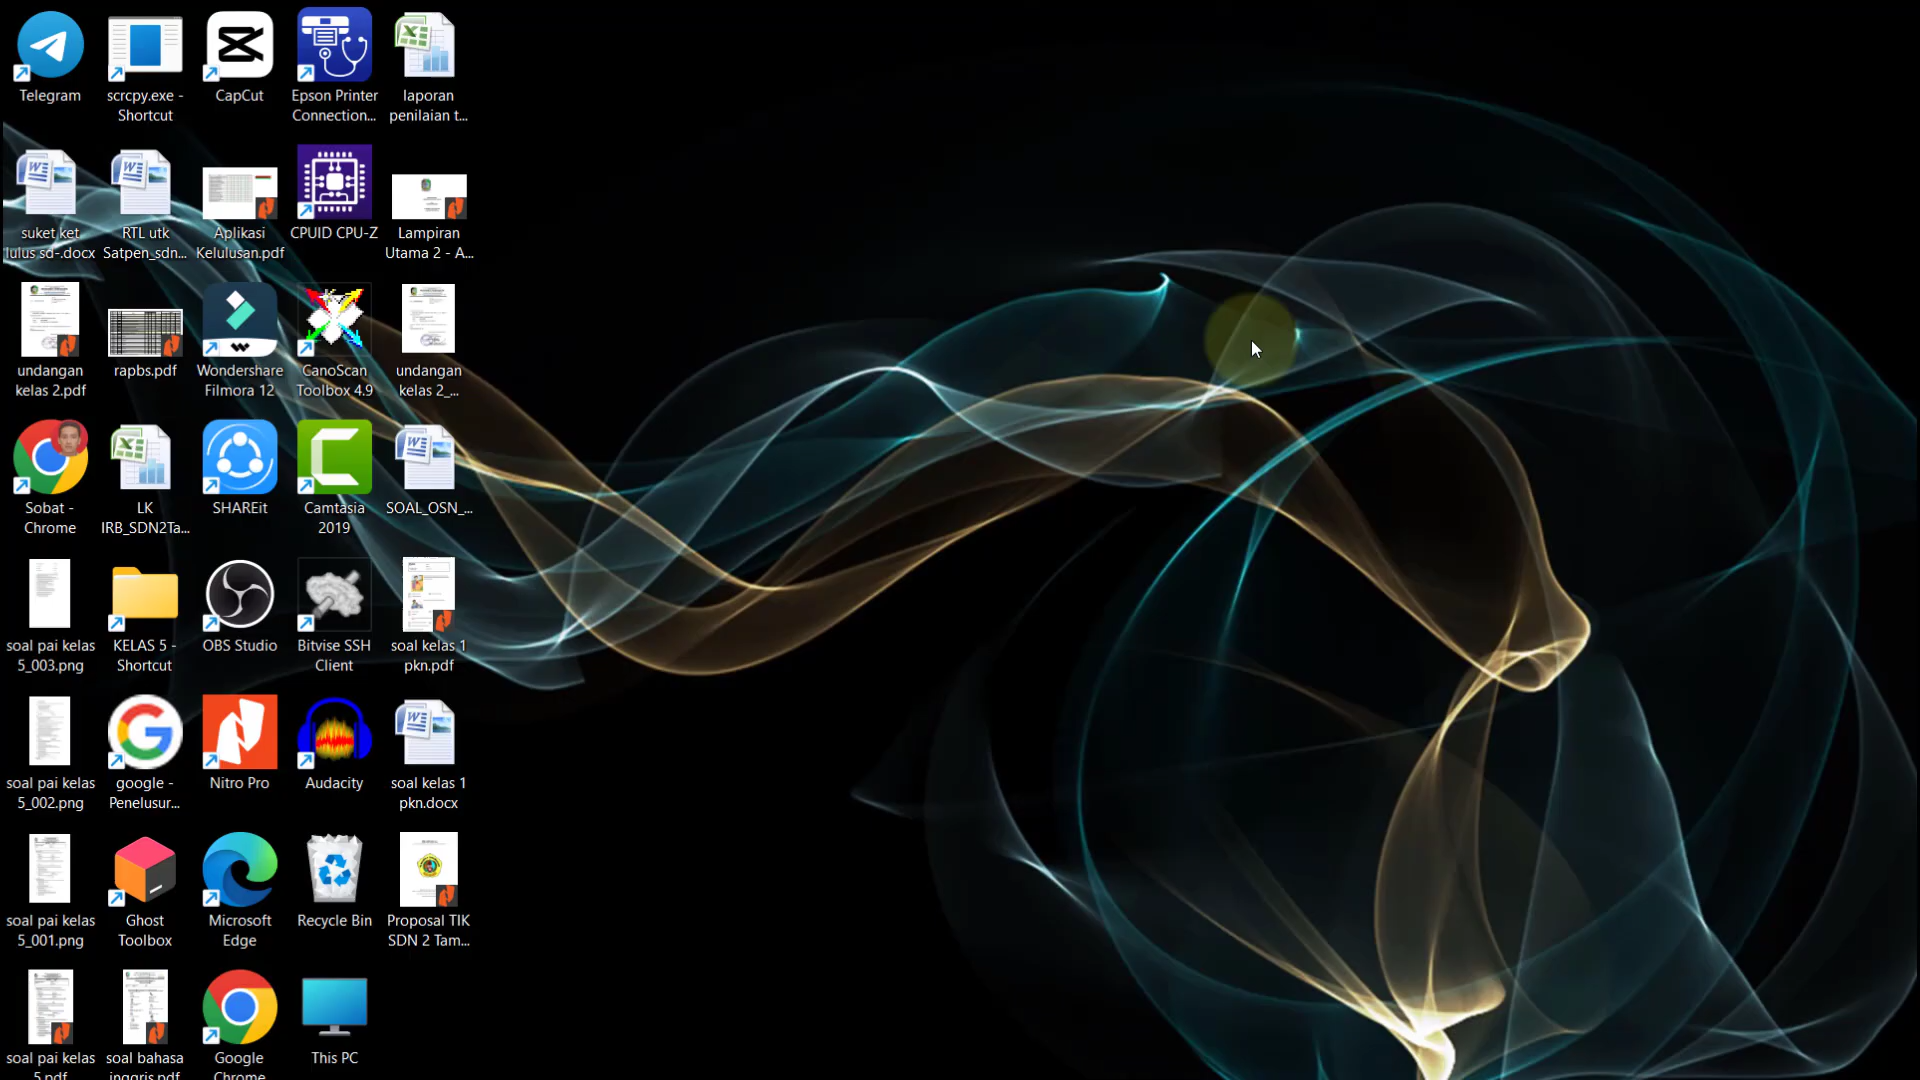 Telegram
scrcpy.exe -
Shortcut
CapCut
Epson Printer
Connection...
laporan
penilaian t...
suket ket
lulus sd-.docx
RTL utk
Satpen_sdn...
Aplikasi
Kelulusan.pdf
CPUID CPU-Z
Lampiran
Utama 2 - A...
undangan
kelas 2.pdf
rapbs.pdf
Wondershare
Filmora 12
CanoScan
Toolbox 4.9
undangan
kelas 2_...
Sobat -
Chrome
LK
IRB_SDN2Ta...
SHAREit
Camtasia
2019
SOAL_OSN_...
soal pai kelas
5_003.png
KELAS 5 -
Shortcut
OBS Studio
Bitvise SSH
Client
soal kelas 1
pkn.pdf
soal pai kelas
5_002.png
google -
Penelusur...
Nitro Pro
Audacity
soal kelas 1
pkn.docx
soal pai kelas
5_001.png
Ghost
Toolbox
Microsoft
Edge
Recycle Bin
Proposal TIK
SDN 2 Tam...
soal pai kelas
5.pdf
soal bahasa
inggris.pdf
Google
Chrome
This PC